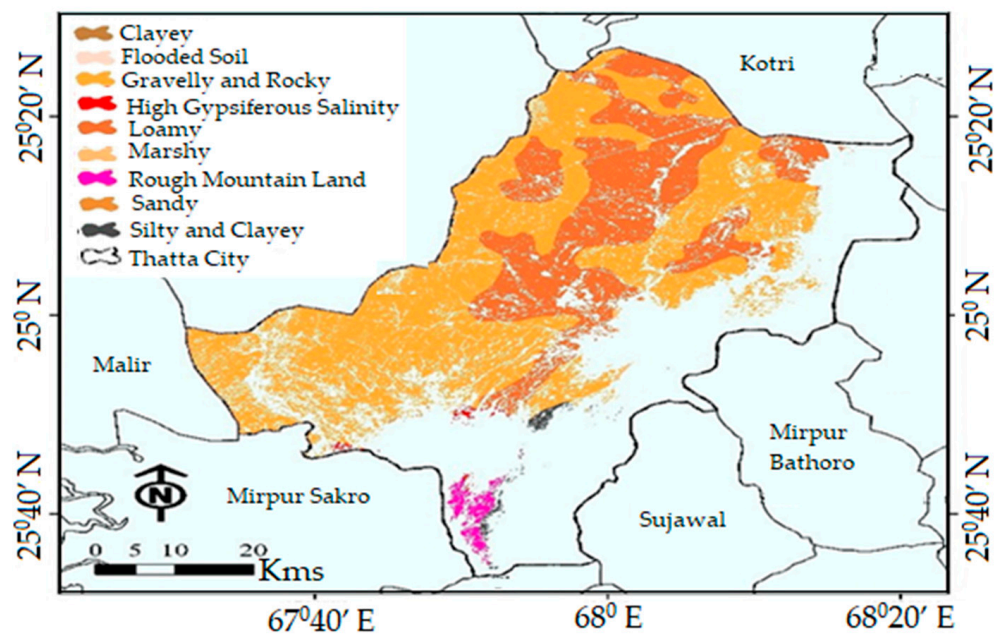 Clayey
Flooded Soil
Gravelly and Rocky
High Gypsiferous Salinity
Loamy
Marshy
Rough Mountain Land
Sandy
Silty and Clayey
Thatta City
Kotri
Malir
Mirpur
Bathoro
Mirpur Sakro
Sujawal
N
0 5 10 20
Kms
25⁰20′ N
25⁰ N
25⁰40′ N
25⁰20′ N
25⁰ N
25⁰40′ N
67⁰40′ E
68⁰ E
68⁰20′ E